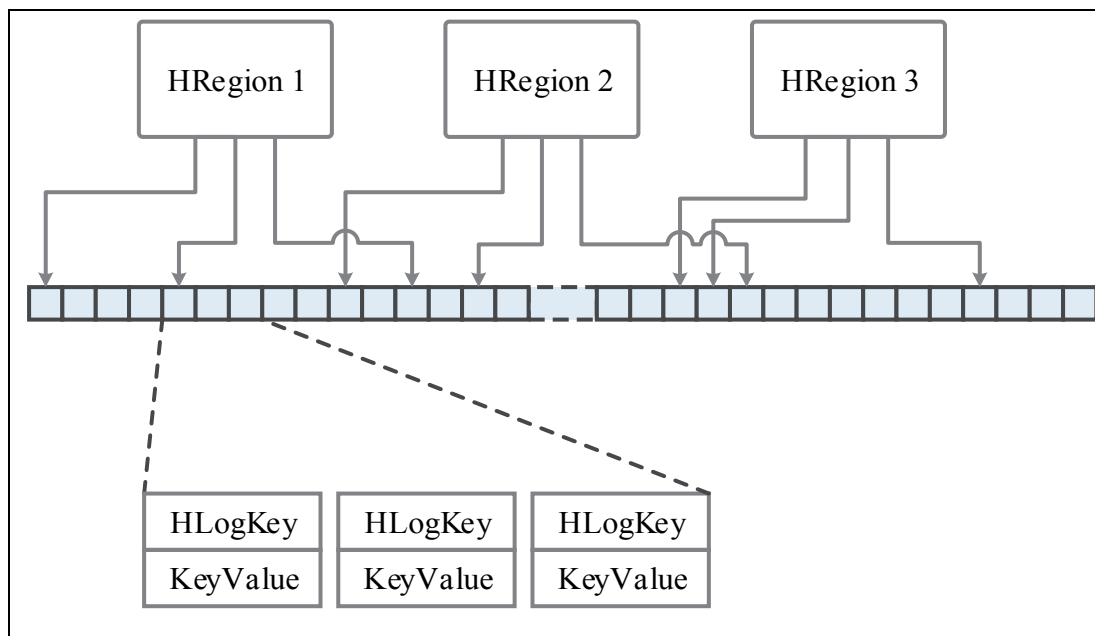 HRegion 1
HRegion 2
HRegion 3
HLogKey
HLogKey
HLogKey
KeyValue
KeyValue
KeyValue